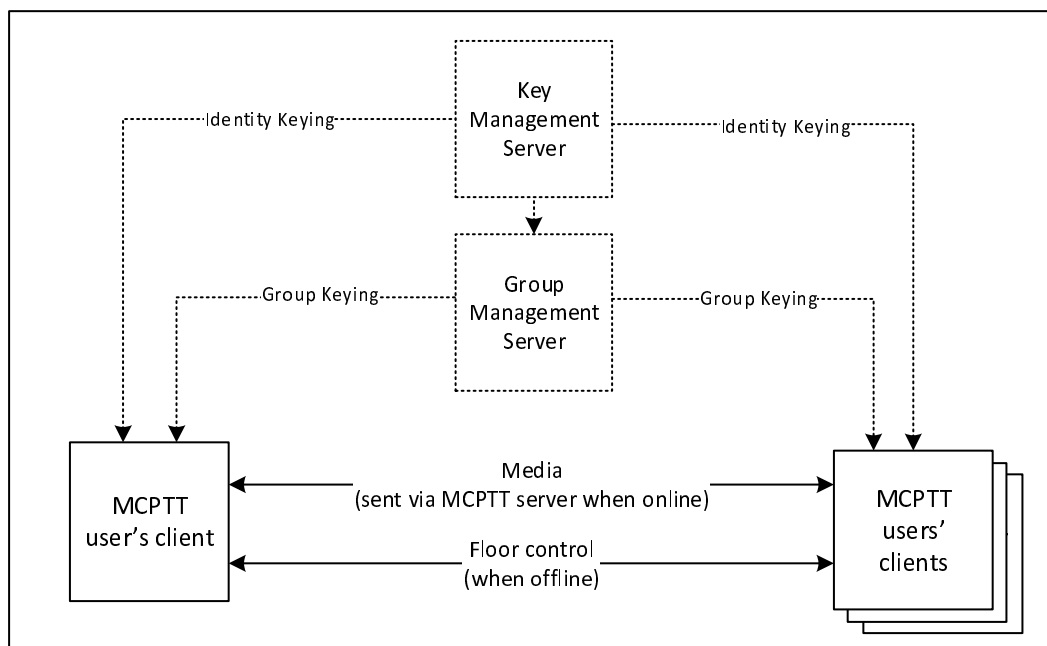 Key
Management
Server
Identity Keying
Identity Keying
Group
Management
Server
Group Keying
Group Keying
MCPTT
user's client
Media
(sent via MCPTT server when online)
Floor control
(when offline)
MCPTT
users'
clients